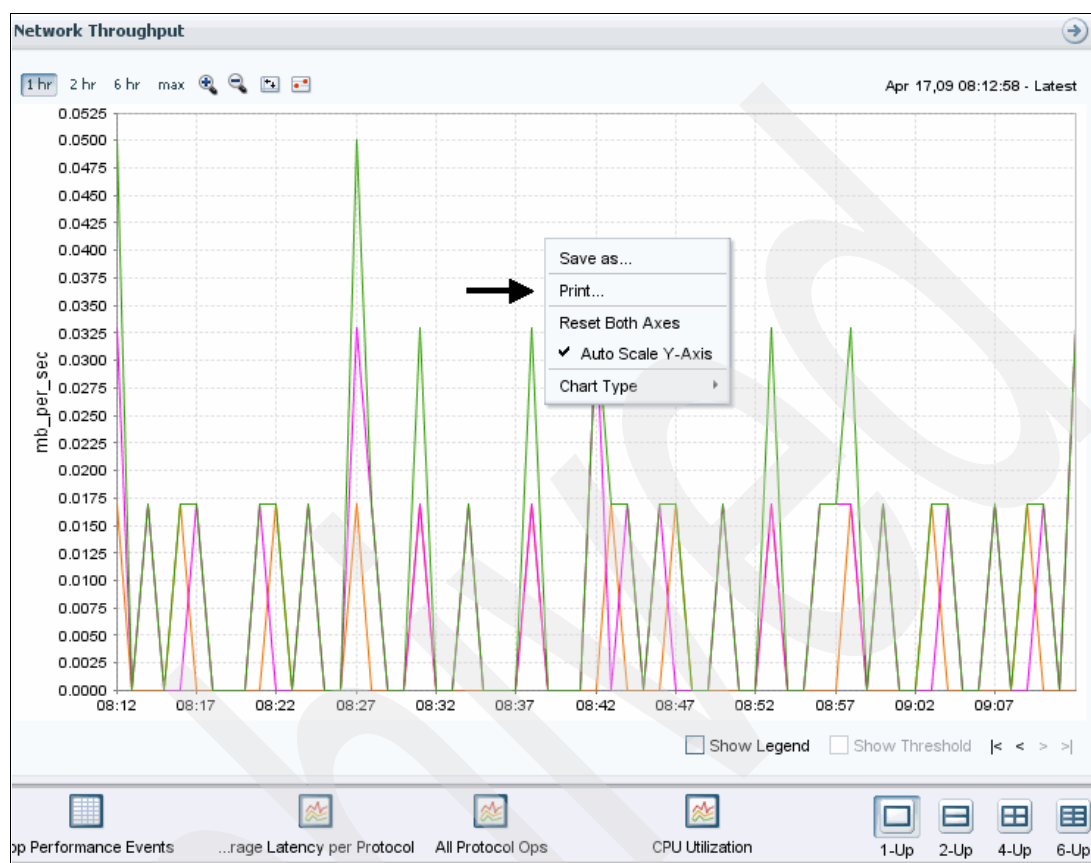 Network Throughput
1 hr 2 hr 6 hr max
Apr 17,09 08:12:58 - Latest
0.0525
0.0500
0.0475
0.0450
0.0425
0.0400
0.0375
0.0350
0.0325
0.0300
0.0275
0.0250
0.0225
0.0200
0.0175
0.0150
0.0125
0.0100
0.0075
0.0050
0.0025
0.0000
mb_per_sec
Save as...
Print...
Reset Both Axes
Auto Scale Y-Axis
Chart Type
08:12 08:17 08:22 08:27 08:32 08:37 08:42 08:47 08:52 08:57 09:02 09:07
Show Legend Show Threshold |< < > >|
op Performance Events ...rage Latency per Protocol All Protocol Ops CPU Utilization 1-Up 2-Up 4-Up 6-Up